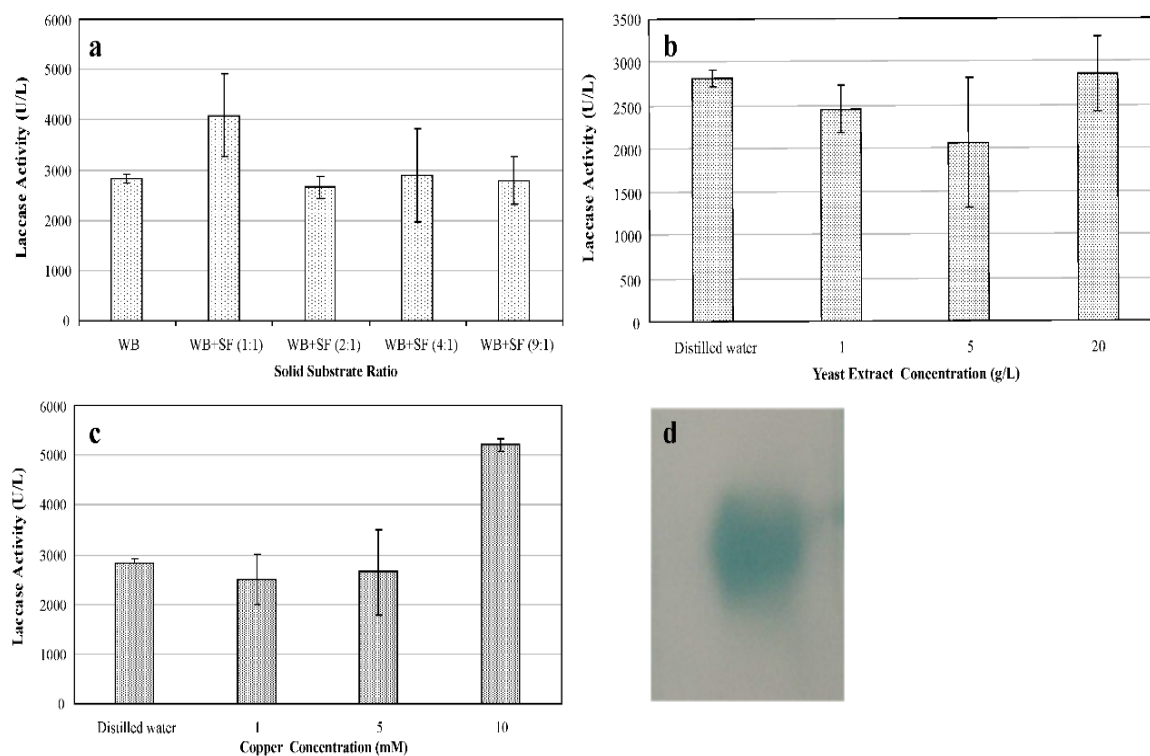 a
6000
5000
4000
3000
2000
1000
0
Laccase Activity (U/L)
WB WB+SF (1:1) WB+SF (2:1) WB+SF (4:1) WB+SF (9:1)
Solid Substrate Ratio
b
3500
3000
2500
2000
1500
1000
500
0
Laccase Activity (U/L)
Distilled water 1 5 20
Yeast Extract Concentration (g/L)
c
6000
5000
4000
3000
2000
1000
0
Laccase Activity (U/L)
Distilled water 1 5 10
Copper Concentration (mM)
d